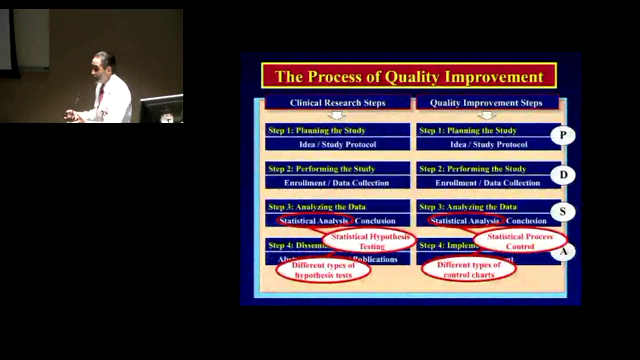 The Process of Quality Improvement
Clinical Research Steps
Quality Improvement Steps
Step 1: Planning the Study
Idea / Study Protocol
Step 1: Planning the Study
Idea / Study Protocol
P
Step 2: Performing the Study
Enrollment / Data Collection
Step 2: Performing the Study
Enrollment / Data Collection
D
Step 3: Analyzing the Data
Statistical Analysis Conclusion
Step 3: Analyzing the Data
Statistical Analysis Conclusion
S
Statistical Hypothesis
Testing
Statistical Process
Control
Step 4:
Publications
Different types of
hypothesis tests
Step 4:
Different types of
control charts
A